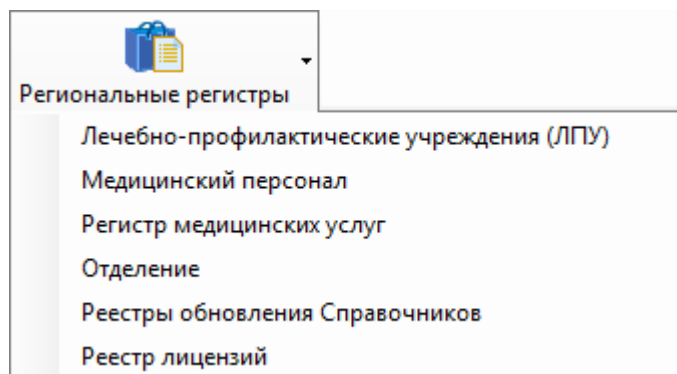 Региональные регистры
Лечебно-профилактические учреждения (ЛПУ)
Медицинский персонал
Регистр медицинских услуг
Отделение
Реестры обновления Справочников
Реестр лицензий